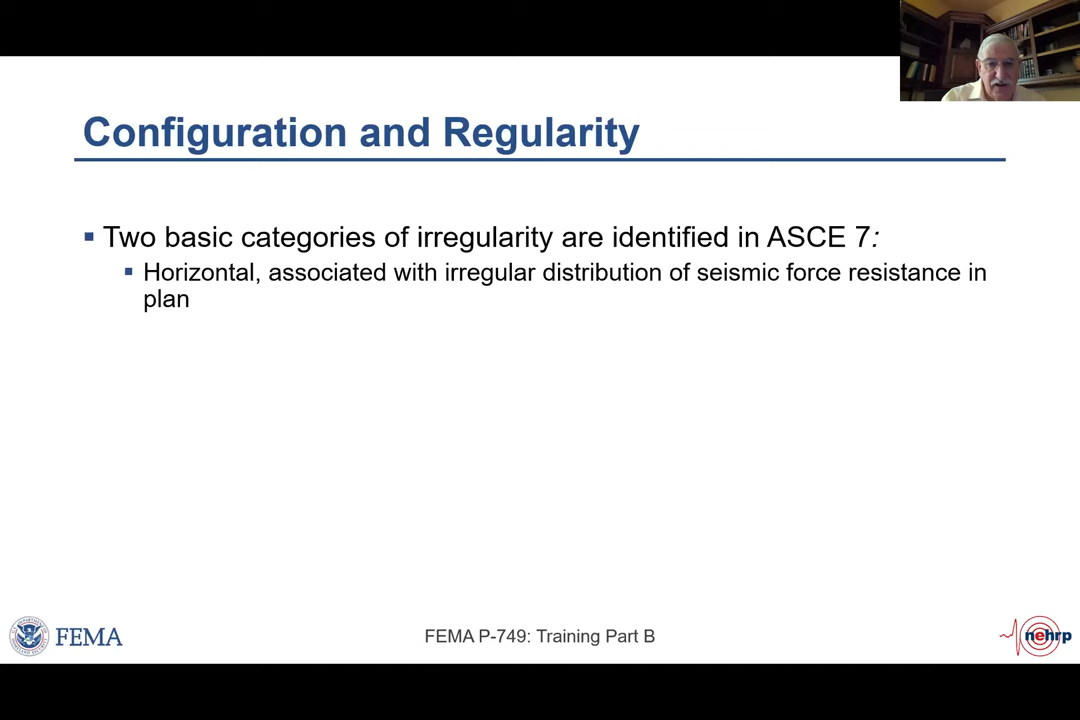 Configuration and Regularity
Two basic categories of irregularity are identified in ASCE 7:
Horizontal, associated with irregular distribution of seismic force resistance in
plan
FEMA
FEMA P-749: Training Part B
nehrp